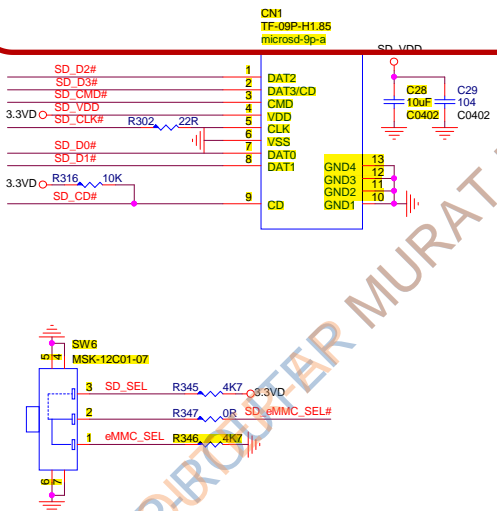 CN1
TF-09P-H1.85
microsd-9p-a
SD_VDD
SD_D2# 1 DAT2
SD_D3# 2 DAT3/CD
SD_CMD# 3 CMD
3.3VD SD_VDD 4 VDD
SD_CLK# R302 22R 5 CLK
6 VSS
SD_D0# 7 DAT0
SD_D1# 8 DAT1
C28 C29
10uF 104
C0402 C0402
GND4 13
GND3 12
GND2 11
GND1 10
3.3VD R316 10K
SD_CD# 9 CD
SW6
MSK-12C01-07
5 4
3 SD_SEL R345 4K7 3.3VD
2 R347 0R SD_eMMC_SEL#
1 eMMC_SEL R346 4K7
6 7
ROUTER MURAT